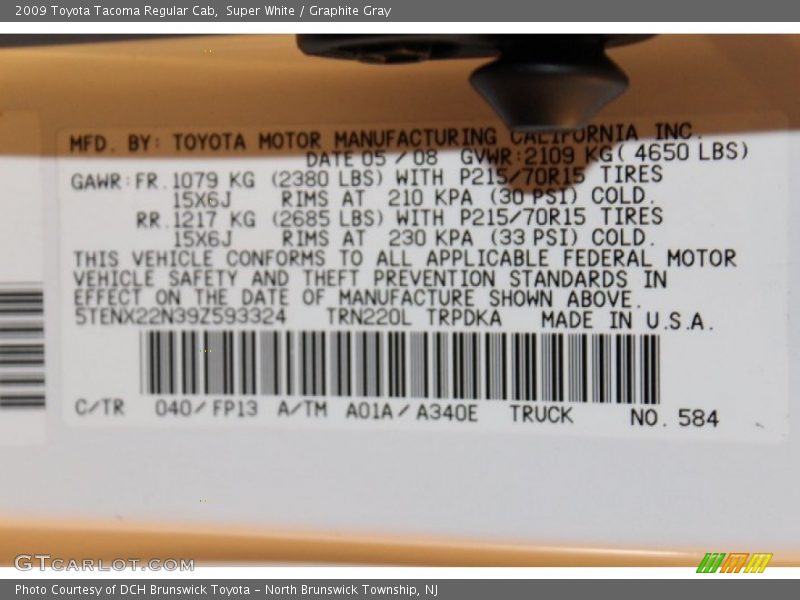 2009 Toyota Tacoma Regular Cab,  Super White / Graphite Gray
MFD. BY: TOYOTA MOTOR MANUFACTURING CALIFORNIA INC.
DATE 05 / 08 GVWR:2109 KG( 4650 LBS)
GAWR:FR.1079 KG (2380 LBS) WITH P215/70R15 TIRES
15X6J RIMS AT 210 KPA (30 PSI) COLD.
RR.1217 KG (2685 LBS) WITH P215/70R15 TIRES
15X6J RIMS AT 230 KPA (33 PSI) COLD.
THIS VEHICLE CONFORMS TO ALL APPLICABLE FEDERAL MOTOR
VEHICLE SAFETY AND THEFT PREVENTION STANDARDS IN
EFFECT ON THE DATE OF MANUFACTURE SHOWN ABOVE.
5TENX22N39Z593324 TRN220L TRPDKA MADE IN U.S.A.
C/TR 040/FP13 A/TM A01A/A340E TRUCK NO. 584
GTCARLOT.COM
Photo Courtesy of DCH Brunswick Toyota – North Brunswick Township, NJ